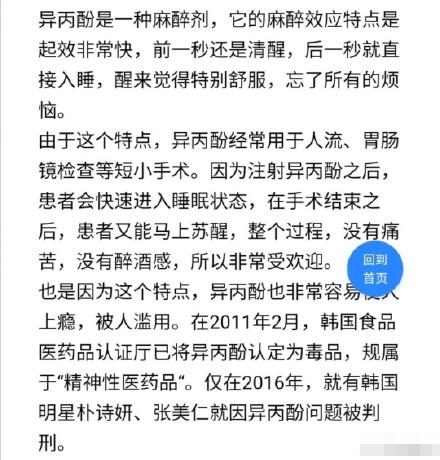 异丙酚是一种麻醉剂，它的麻醉效应特点是
起效非常快，前一秒还是清醒，后一秒就直
接入睡，醒来觉得特别舒服，忘了所有的烦
恼。
由于这个特点，异丙酚经常用于人流、胃肠
镜检查等短小手术。因为注射异丙酚之后，
患者会快速进入睡眠状态，在手术结束之
后，患者又能马上苏醒，整个过程，没有痛
苦，没有醉酒感，所以非常受欢迎。
回到
首页
也是因为这个特点，异丙酚也非常容易使人
上瘾，被人滥用。在2011年2月，韩国食品
医药品认证厅已将异丙酚认定为毒品，规属
于“精神性医药品“。仅在2016年，就有韩国
明星朴诗妍、张美仁就因异丙酚问题被判
刑。